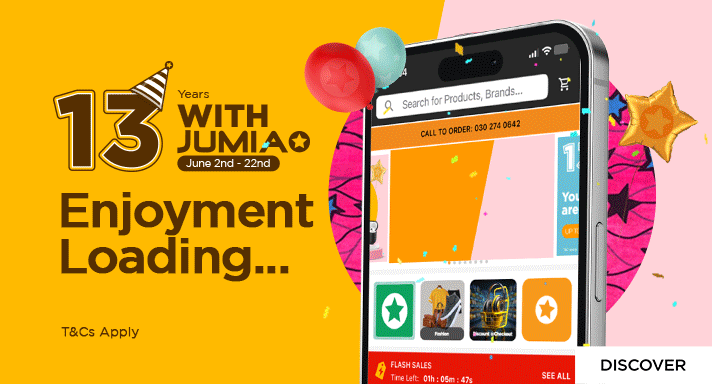 13
Years
WITH
JUMIA
June 2nd - 22nd
Enjoyment
Loading...
T&Cs Apply
Search for Products, Brands...
CALL TO ORDER: 030 274 0642
You
are
UP TO
Fashion
Discount @ Checkout
FLASH SALES
Time Left: 01h : 05m : 47s
SEE ALL
DISCOVER